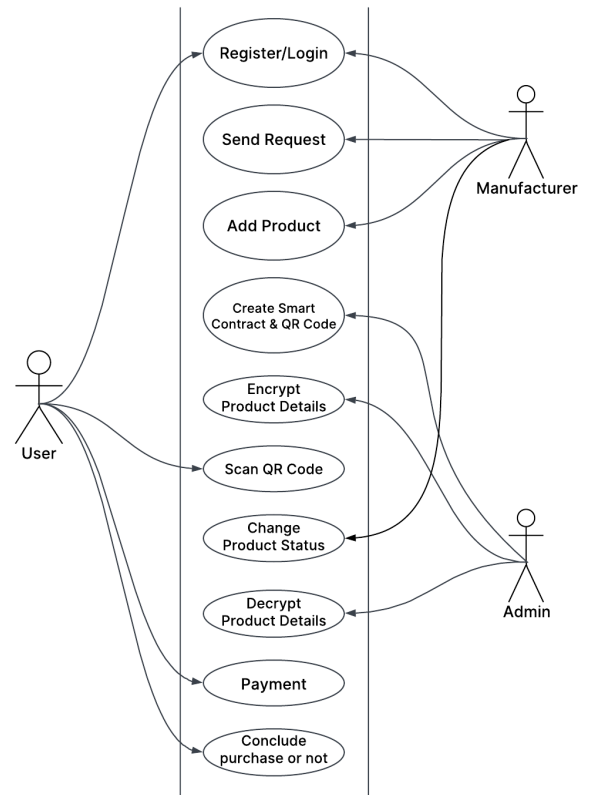 Register/Login
Send Request
Manufacturer
Add Product
Create Smart
Contract & QR Code
Encrypt
Product Details
User
Scan QR Code
Change
Product Status
Decrypt
Product Details
Admin
Payment
Conclude
purchase or not